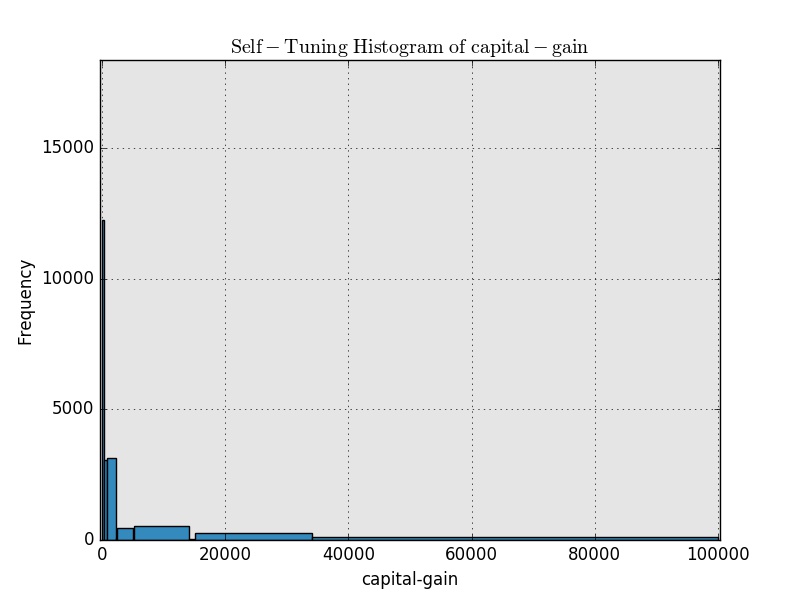 Self – Tuning Histogram of capital – gain
15000
10000
5000
0
Frequency
0 20000 40000 60000 80000 100000
capital-gain